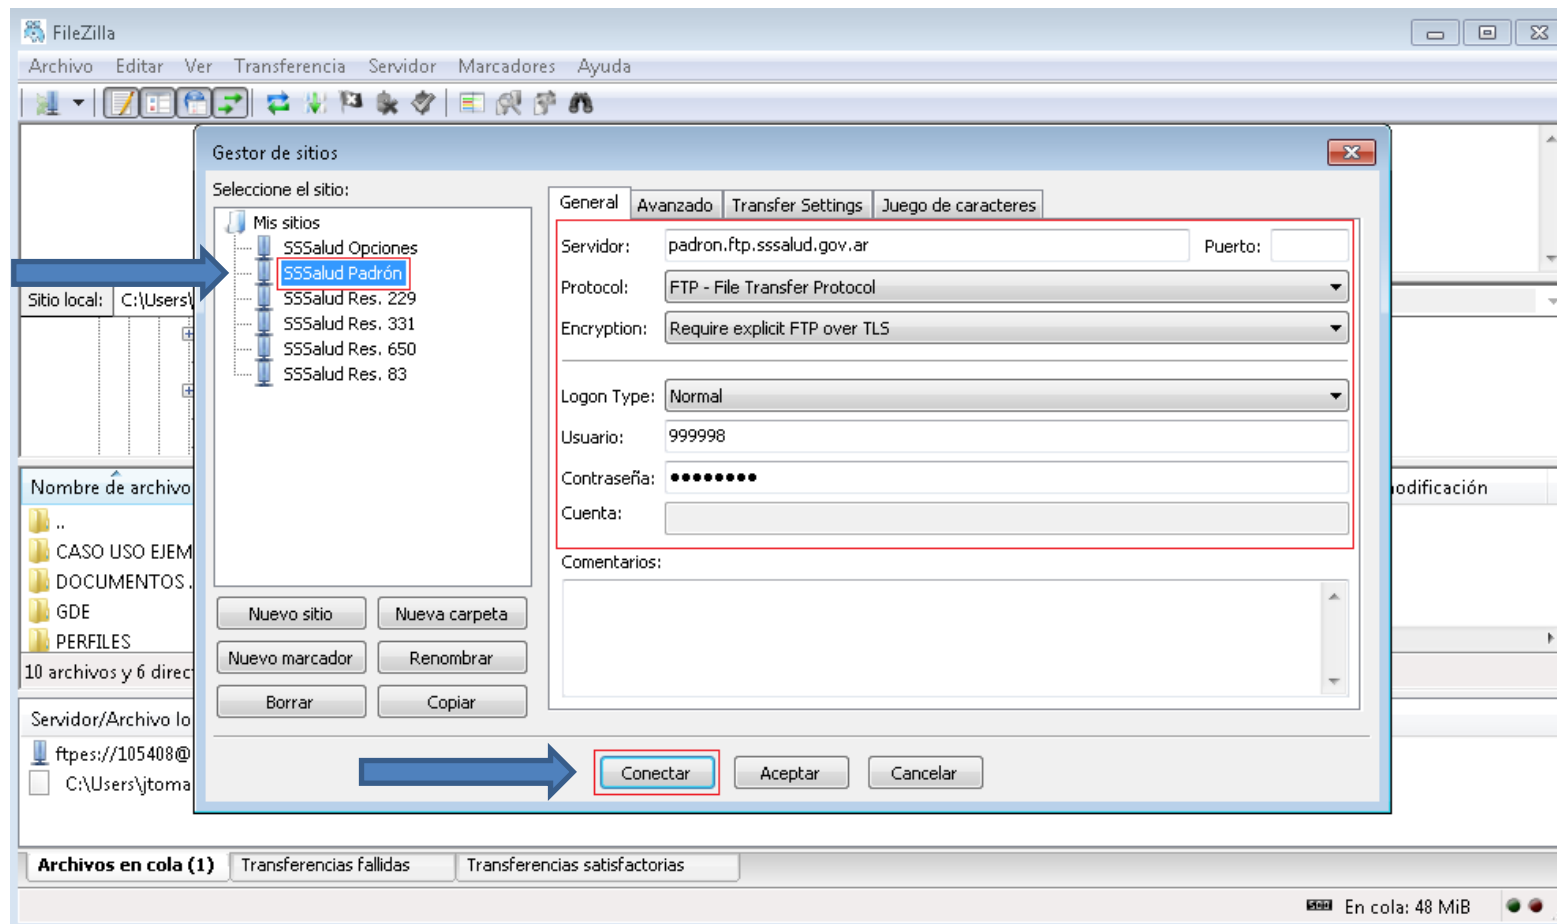 FileZilla
Archivo Editar Ver Transferencia Servidor Marcadores Ayuda
Gestor de sitios
Seleccione el sitio:
Mis sitios
SSSalud Opciones
SSSalud Padrón
SSSalud Res. 229
SSSalud Res. 331
SSSalud Res. 650
SSSalud Res. 83
Nuevo sitio Nueva carpeta
Nuevo marcador Renombrar
Borrar Copiar
General Avanzado Transfer Settings Juego de caracteres
Servidor: padron.ftp.sssalud.gov.ar Puerto:
Protocol: FTP - File Transfer Protocol
Encryption: Require explicit FTP over TLS
Logon Type: Normal
Usuario: 999998
Contraseña: ●●●●●●●●
Cuenta:
Comentarios:
Conectar Aceptar Cancelar
Sitio local: C:\Users\
Nombre de archivo odificación
..
CASO USO EJEM
DOCUMENTOS
GDE
PERFILES
10 archivos y 6 direc
Servidor/Archivo lo
ftpes://105408@
C:\Users\jtoma
Archivos en cola (1) Transferencias fallidas Transferencias satisfactorias
En cola: 48 MiB